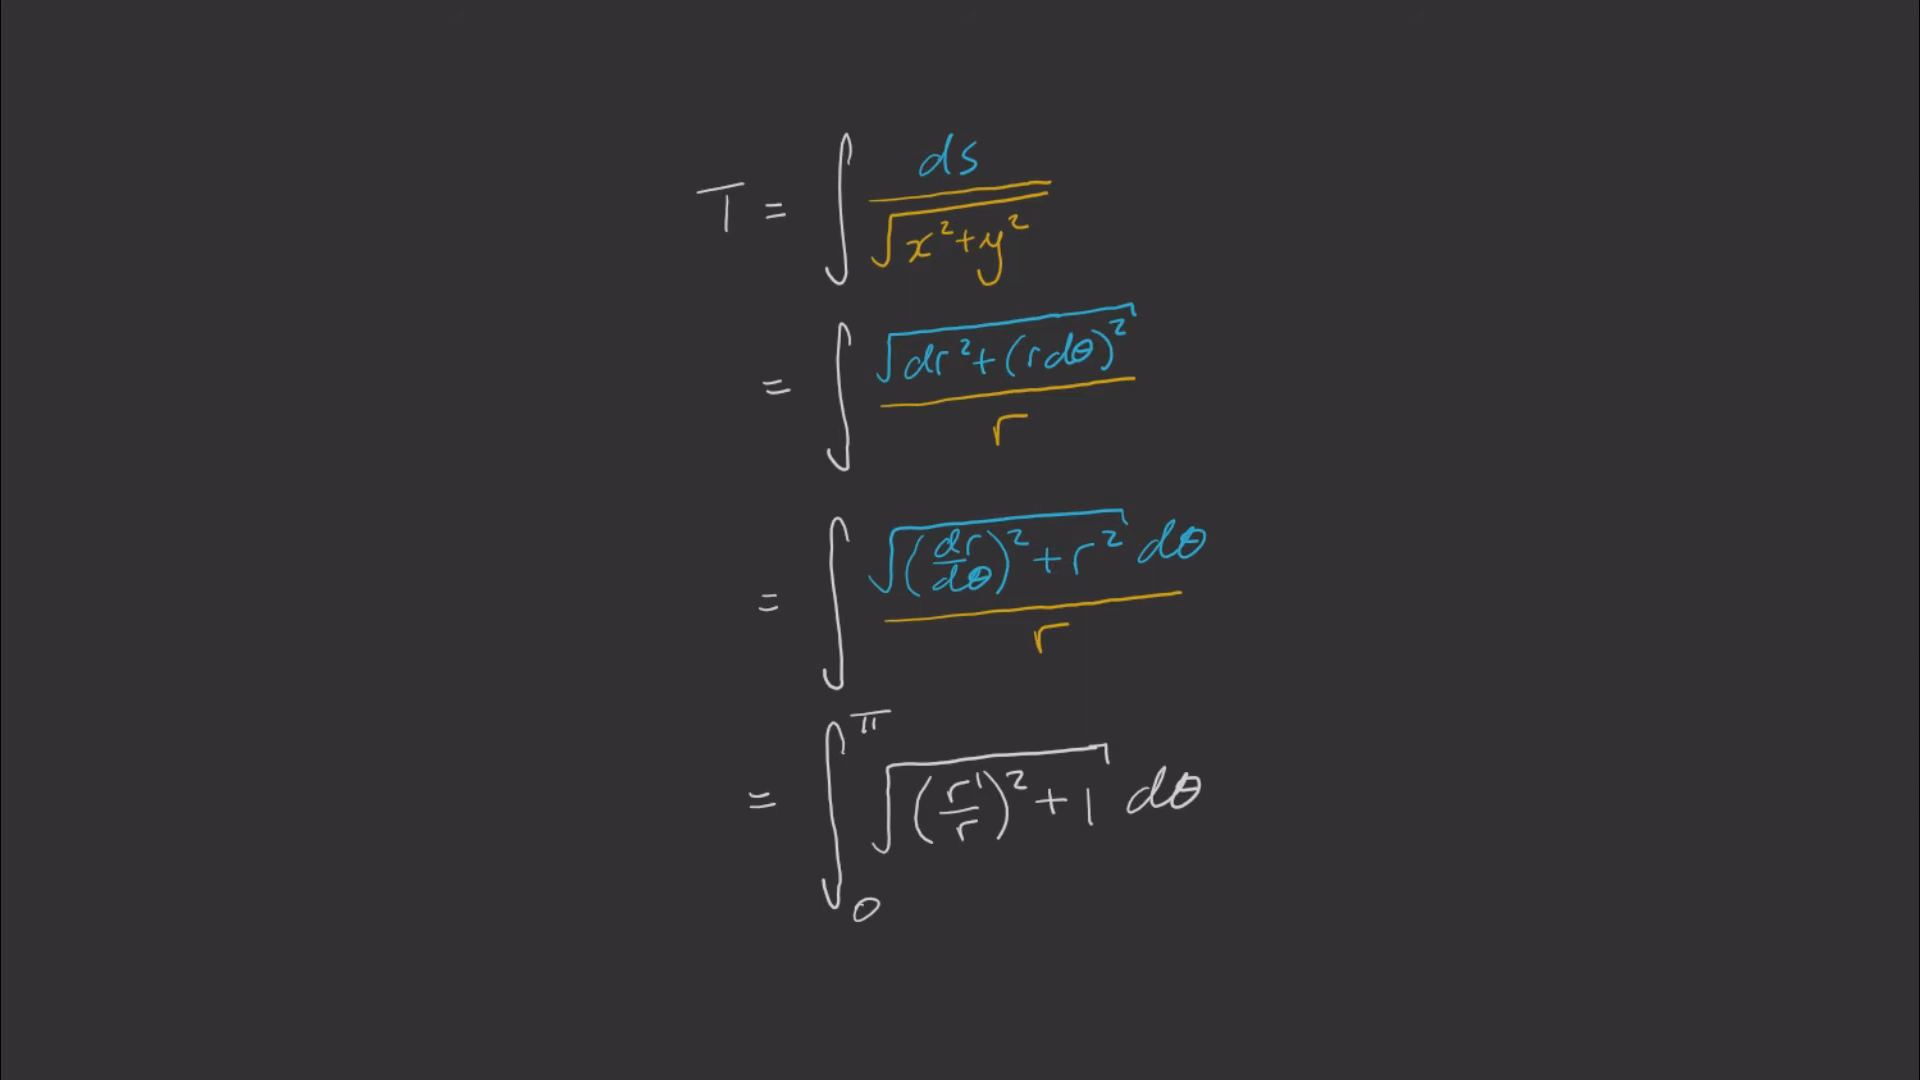 T = ∫ ds / √(x² + y²)
= ∫ √(dr² + (r dθ)²) / r
= ∫ √((dr/dθ)² + r²) dθ / r
= ∫₀^π √((r'/r)² + 1) dθ